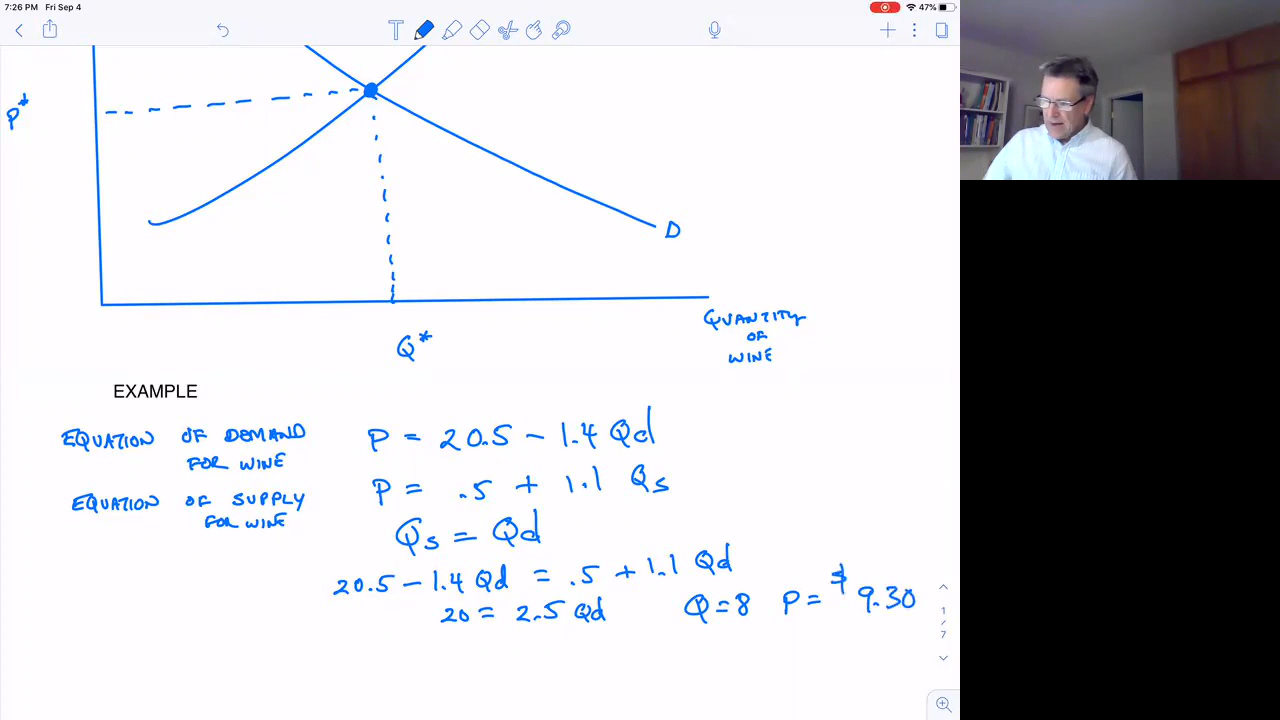 7:26 PM Fri Sep 4
47%
T
P*
D
Q*
QUANTITY
OF
WINE
EXAMPLE
EQUATION OF DEMAND
FOR WINE
P = 20.5 - 1.4 Qd
EQUATION OF SUPPLY
FOR WINE
P = .5 + 1.1 Qs
Qs = Qd
20.5 - 1.4 Qd = .5 + 1.1 Qd
20 = 2.5 Qd
Q = 8 P = $9.30
1
/
7